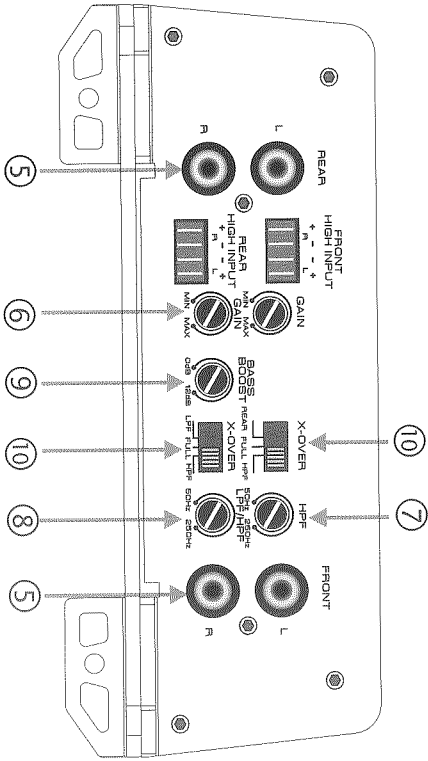 10 7
REAR
L
R
FRONT
HIGH INPUT
+ - - +
R L
REAR
HIGH INPUT
+ - - +
R L
GAIN
MIN MAX
GAIN
MIN MAX
BASS
BOOST
0dB 12dB
X-OVER
REAR FULL HPF
X-OVER
LPF FULL HPF
HPF
50Hz 250Hz
LPF/HPF
50Hz 250Hz
FRONT
L
R
5 6 9 10 8 5